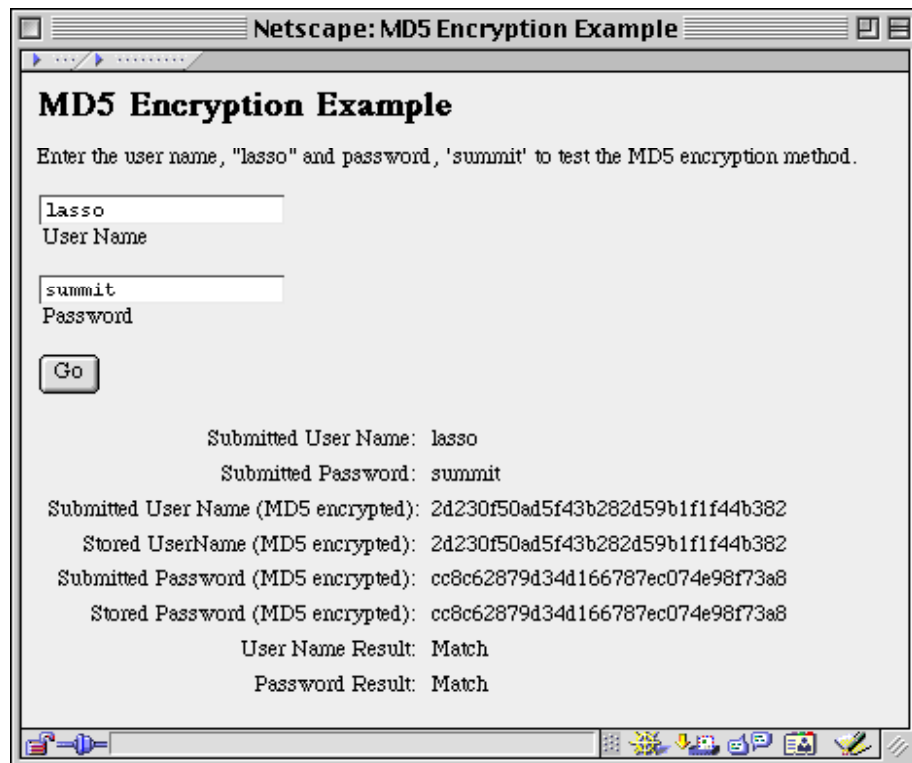 Netscape: MD5 Encryption Example
MD5 Encryption Example
Enter the user name, "lasso" and password, 'summit' to test the MD5 encryption method.
lasso
User Name
summit
Password
Go
Submitted User Name: lasso
Submitted Password: summit
Submitted User Name (MD5 encrypted): 2d230f50ad5f43b282d59b1f1f44b382
Stored UserName (MD5 encrypted): 2d230f50ad5f43b282d59b1f1f44b382
Submitted Password (MD5 encrypted): cc8c62879d34d166787ec074e98f73a8
Stored Password (MD5 encrypted): cc8c62879d34d166787ec074e98f73a8
User Name Result: Match
Password Result: Match